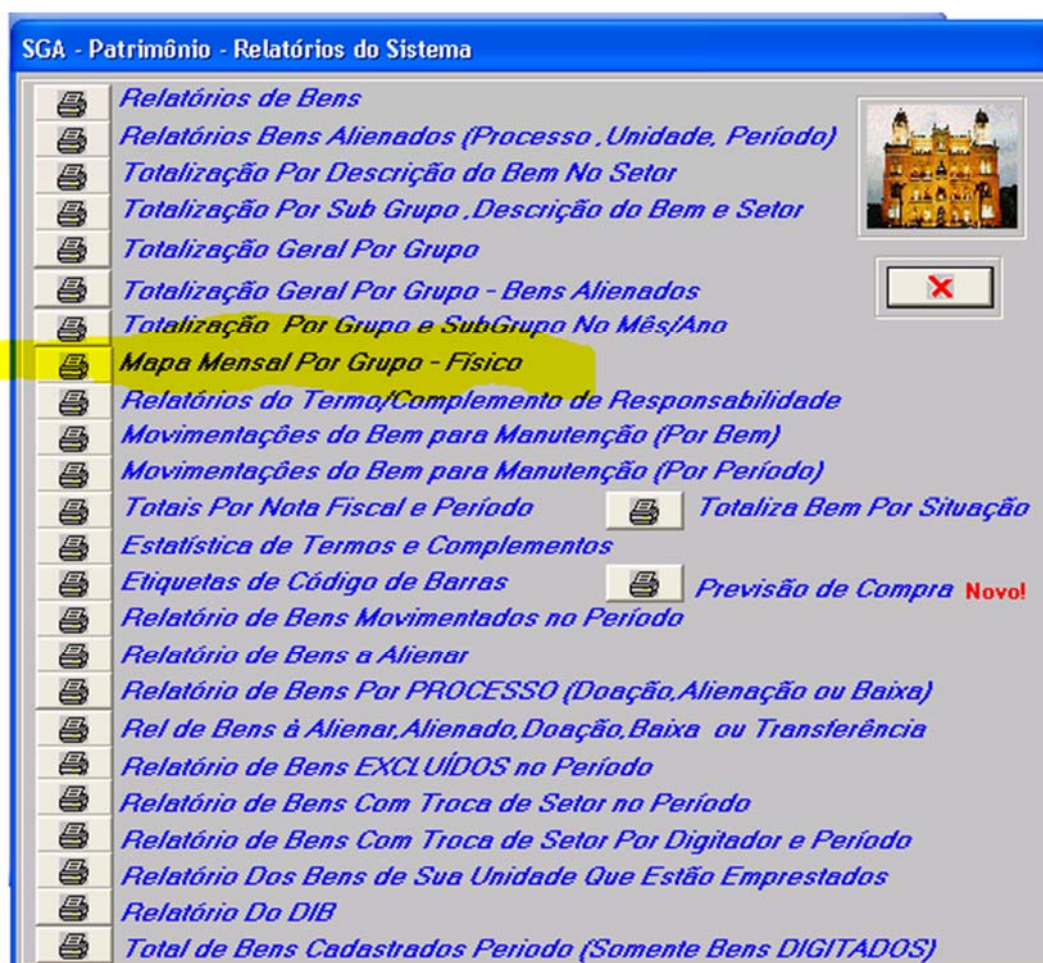 SGA - Patrimônio - Relatórios do Sistema
Relatórios de Bens
Relatórios Bens Alienados (Processo ,Unidade, Período)
Totalização Por Descrição do Bem No Setor
Totalização Por Sub Grupo ,Descrição do Bem e Setor
Totalização Geral Por Grupo
Totalização Geral Por Grupo - Bens Alienados
Totalização Por Grupo e SubGrupo No Mês/Ano
Mapa Mensal Por Grupo - Físico
Relatórios do Termo/Complemento de Responsabilidade
Movimentações do Bem para Manutenção (Por Bem)
Movimentações do Bem para Manutenção (Por Período)
Totais Por Nota Fiscal e Período Totaliza Bem Por Situação
Estatística de Termos e Complementos
Etiquetas de Código de Barras Previsão de Compra Novo!
Relatório de Bens Movimentados no Período
Relatório de Bens a Alienar
Relatório de Bens Por PROCESSO (Doação,Alienação ou Baixa)
Rel de Bens à Alienar,Alienado,Doação,Baixa ou Transferência
Relatório de Bens EXCLUÍDOS no Período
Relatório de Bens Com Troca de Setor no Período
Relatório de Bens Com Troca de Setor Por Digitador e Período
Relatório Dos Bens de Sua Unidade Que Estão Emprestados
Relatório Do DIB
Total de Bens Cadastrados Periodo (Somente Bens DIGITADOS)